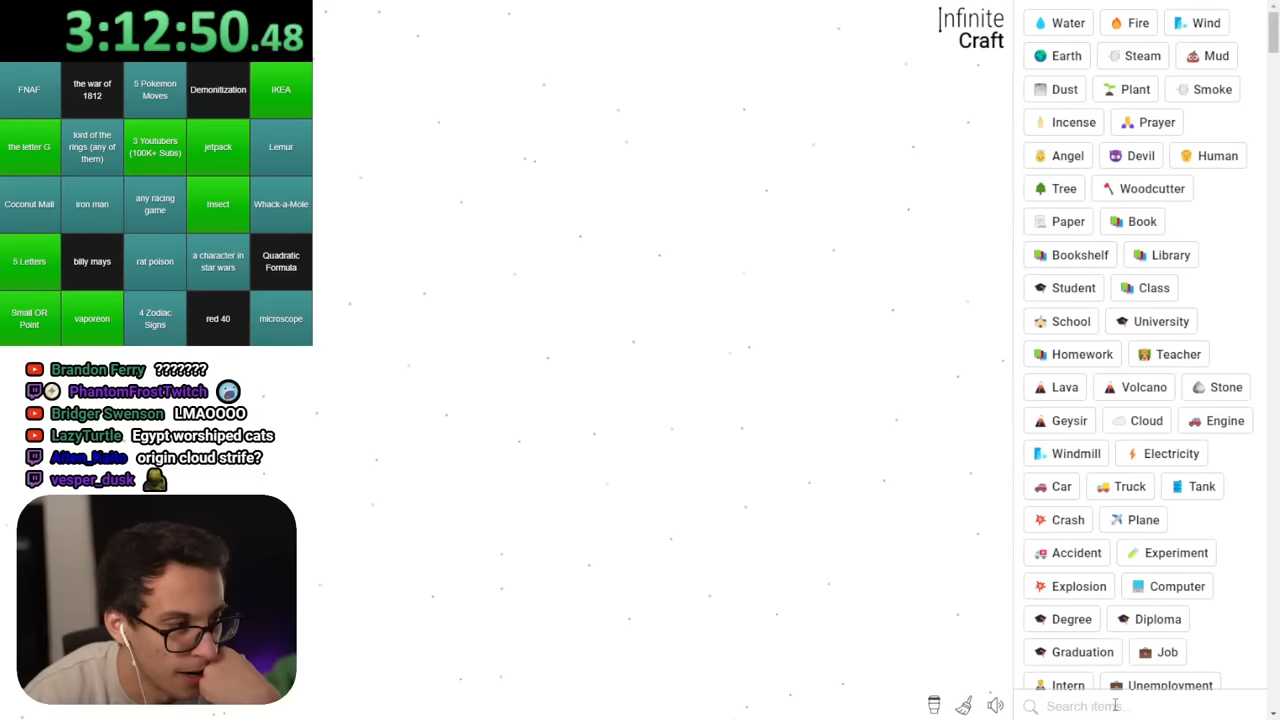 3:12:50.48
FNAF
the war of
1812
5 Pokemon
Moves
Demonitization
IKEA
the letter G
lord of the
rings (any of
them)
3 Youtubers
(100K+ Subs)
jetpack
Lemur
Coconut Mall
iron man
any racing
game
Insect
Whack-a-Mole
5 Letters
billy mays
rat poison
a character in
star wars
Quadratic
Formula
Small OR
Point
vaporeon
4 Zodiac
Signs
red 40
microscope
Brandon Ferry ???????
PhantomFrostTwitch
Bridger Swenson LMAOOOO
LazyTurtle Egypt worshiped cats
Aiten_Kaito origin cloud strife?
vesper_dusk
Infinite
Craft
Water Fire Wind
Earth Steam Mud
Dust Plant Smoke
Incense Prayer
Angel Devil Human
Tree Woodcutter
Paper Book
Bookshelf Library
Student Class
School University
Homework Teacher
Lava Volcano Stone
Geysir Cloud Engine
Windmill Electricity
Car Truck Tank
Crash Plane
Accident Experiment
Explosion Computer
Degree Diploma
Graduation Job
Intern Unemployment
Search items...